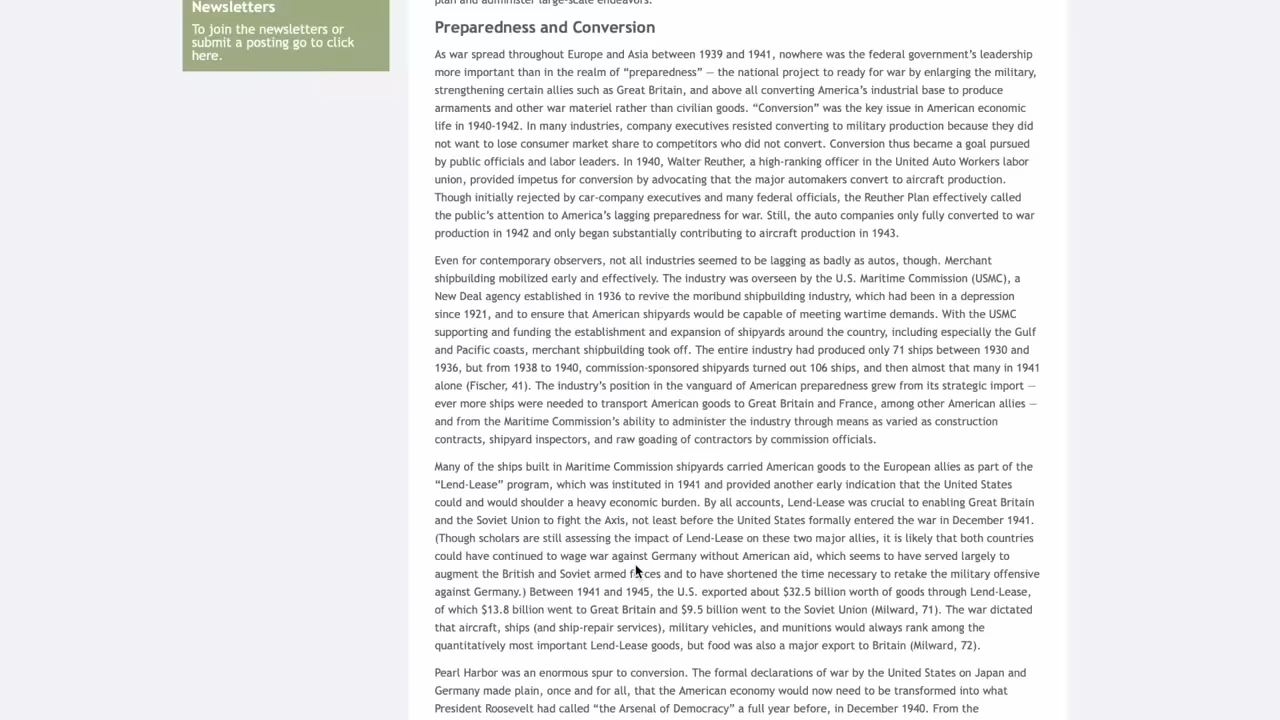 Newsletters
To join the newsletters or
submit a posting go to click
here.
plan and administer large-scale endeavors.
Preparedness and Conversion
As war spread throughout Europe and Asia between 1939 and 1941, nowhere was the federal government’s leadership
more important than in the realm of “preparedness” — the national project to ready for war by enlarging the military,
strengthening certain allies such as Great Britain, and above all converting America’s industrial base to produce
armaments and other war materiel rather than civilian goods. “Conversion” was the key issue in American economic
life in 1940-1942. In many industries, company executives resisted converting to military production because they did
not want to lose consumer market share to competitors who did not convert. Conversion thus became a goal pursued
by public officials and labor leaders. In 1940, Walter Reuther, a high-ranking officer in the United Auto Workers labor
union, provided impetus for conversion by advocating that the major automakers convert to aircraft production.
Though initially rejected by car-company executives and many federal officials, the Reuther Plan effectively called
the public’s attention to America’s lagging preparedness for war. Still, the auto companies only fully converted to war
production in 1942 and only began substantially contributing to aircraft production in 1943.
Even for contemporary observers, not all industries seemed to be lagging as badly as autos, though. Merchant
shipbuilding mobilized early and effectively. The industry was overseen by the U.S. Maritime Commission (USMC), a
New Deal agency established in 1936 to revive the moribund shipbuilding industry, which had been in a depression
since 1921, and to ensure that American shipyards would be capable of meeting wartime demands. With the USMC
supporting and funding the establishment and expansion of shipyards around the country, including especially the Gulf
and Pacific coasts, merchant shipbuilding took off. The entire industry had produced only 71 ships between 1930 and
1936, but from 1938 to 1940, commission-sponsored shipyards turned out 106 ships, and then almost that many in 1941
alone (Fischer, 41). The industry’s position in the vanguard of American preparedness grew from its strategic import —
ever more ships were needed to transport American goods to Great Britain and France, among other American allies —
and from the Maritime Commission’s ability to administer the industry through means as varied as construction
contracts, shipyard inspectors, and raw goading of contractors by commission officials.
Many of the ships built in Maritime Commission shipyards carried American goods to the European allies as part of the
“Lend-Lease” program, which was instituted in 1941 and provided another early indication that the United States
could and would shoulder a heavy economic burden. By all accounts, Lend-Lease was crucial to enabling Great Britain
and the Soviet Union to fight the Axis, not least before the United States formally entered the war in December 1941.
(Though scholars are still assessing the impact of Lend-Lease on these two major allies, it is likely that both countries
could have continued to wage war against Germany without American aid, which seems to have served largely to
augment the British and Soviet armed forces and to have shortened the time necessary to retake the military offensive
against Germany.) Between 1941 and 1945, the U.S. exported about $32.5 billion worth of goods through Lend-Lease,
of which $13.8 billion went to Great Britain and $9.5 billion went to the Soviet Union (Milward, 71). The war dictated
that aircraft, ships (and ship-repair services), military vehicles, and munitions would always rank among the
quantitatively most important Lend-Lease goods, but food was also a major export to Britain (Milward, 72).
Pearl Harbor was an enormous spur to conversion. The formal declarations of war by the United States on Japan and
Germany made plain, once and for all, that the American economy would now need to be transformed into what
President Roosevelt had called “the Arsenal of Democracy” a full year before, in December 1940. From the